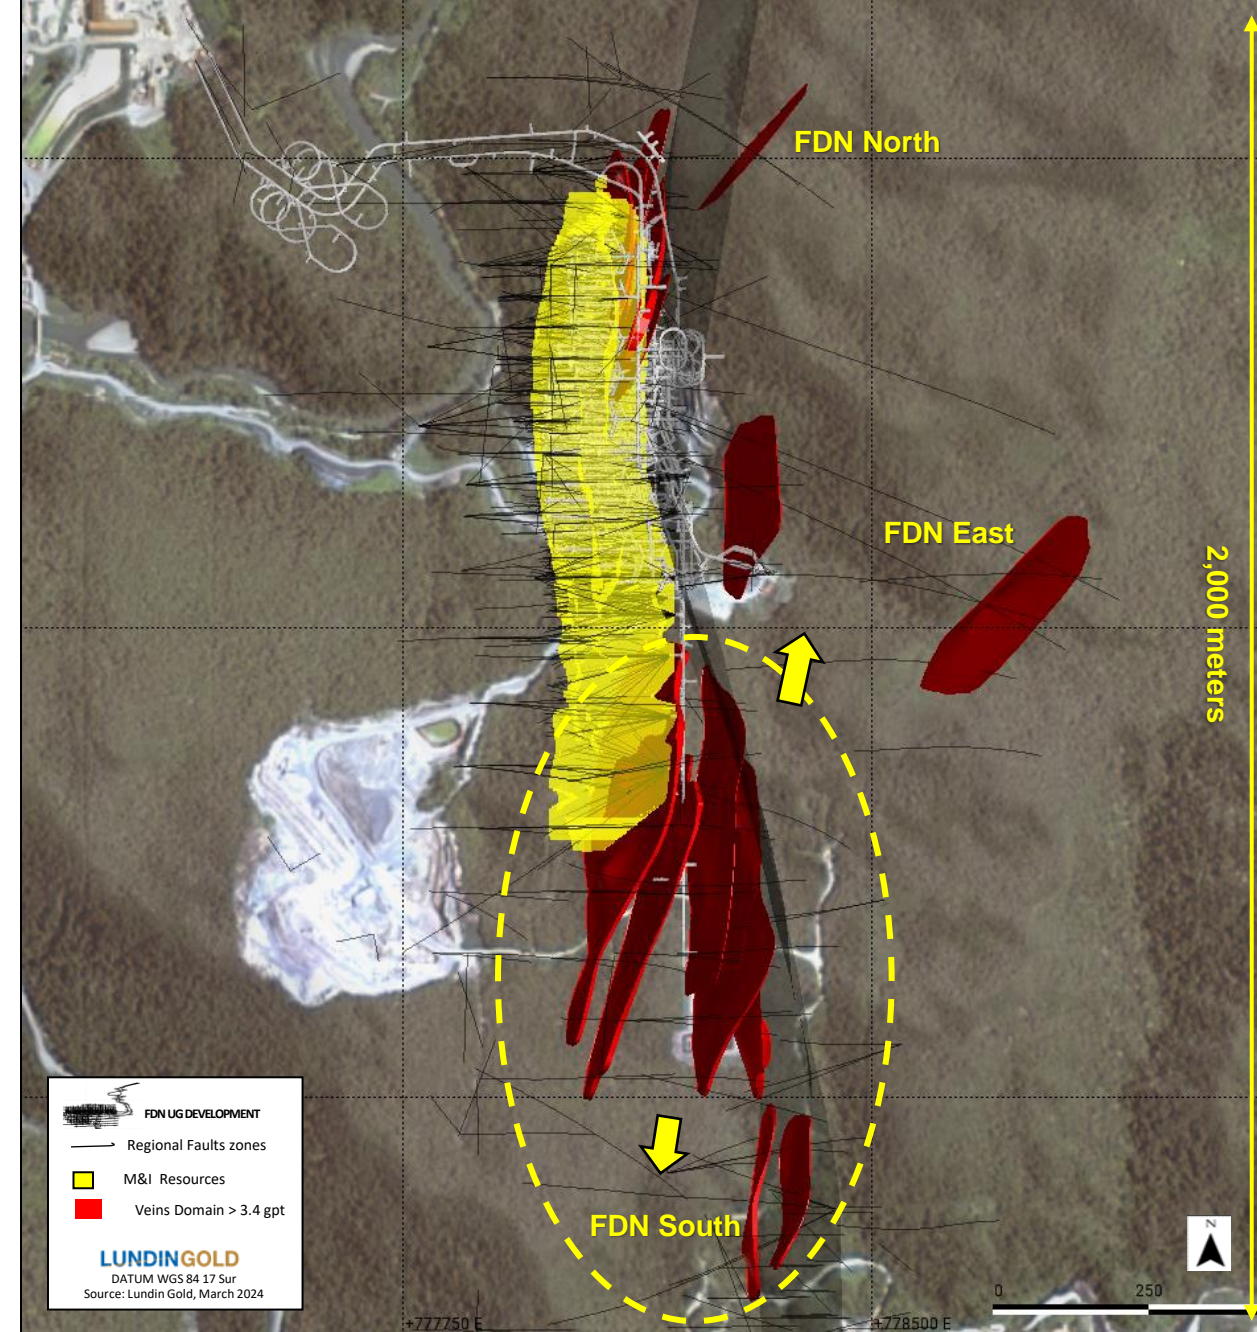 FDN North
FDN East
2,000 meters
FDN South
FDN UG DEVELOPMENT
Regional Faults zones
M&I Resources
Veins Domain > 3.4 gpt
LUNDINGOLD
DATUM WGS 84 17 Sur
Source: Lundin Gold, March 2024
N
0 250
+777750 E +778500 E